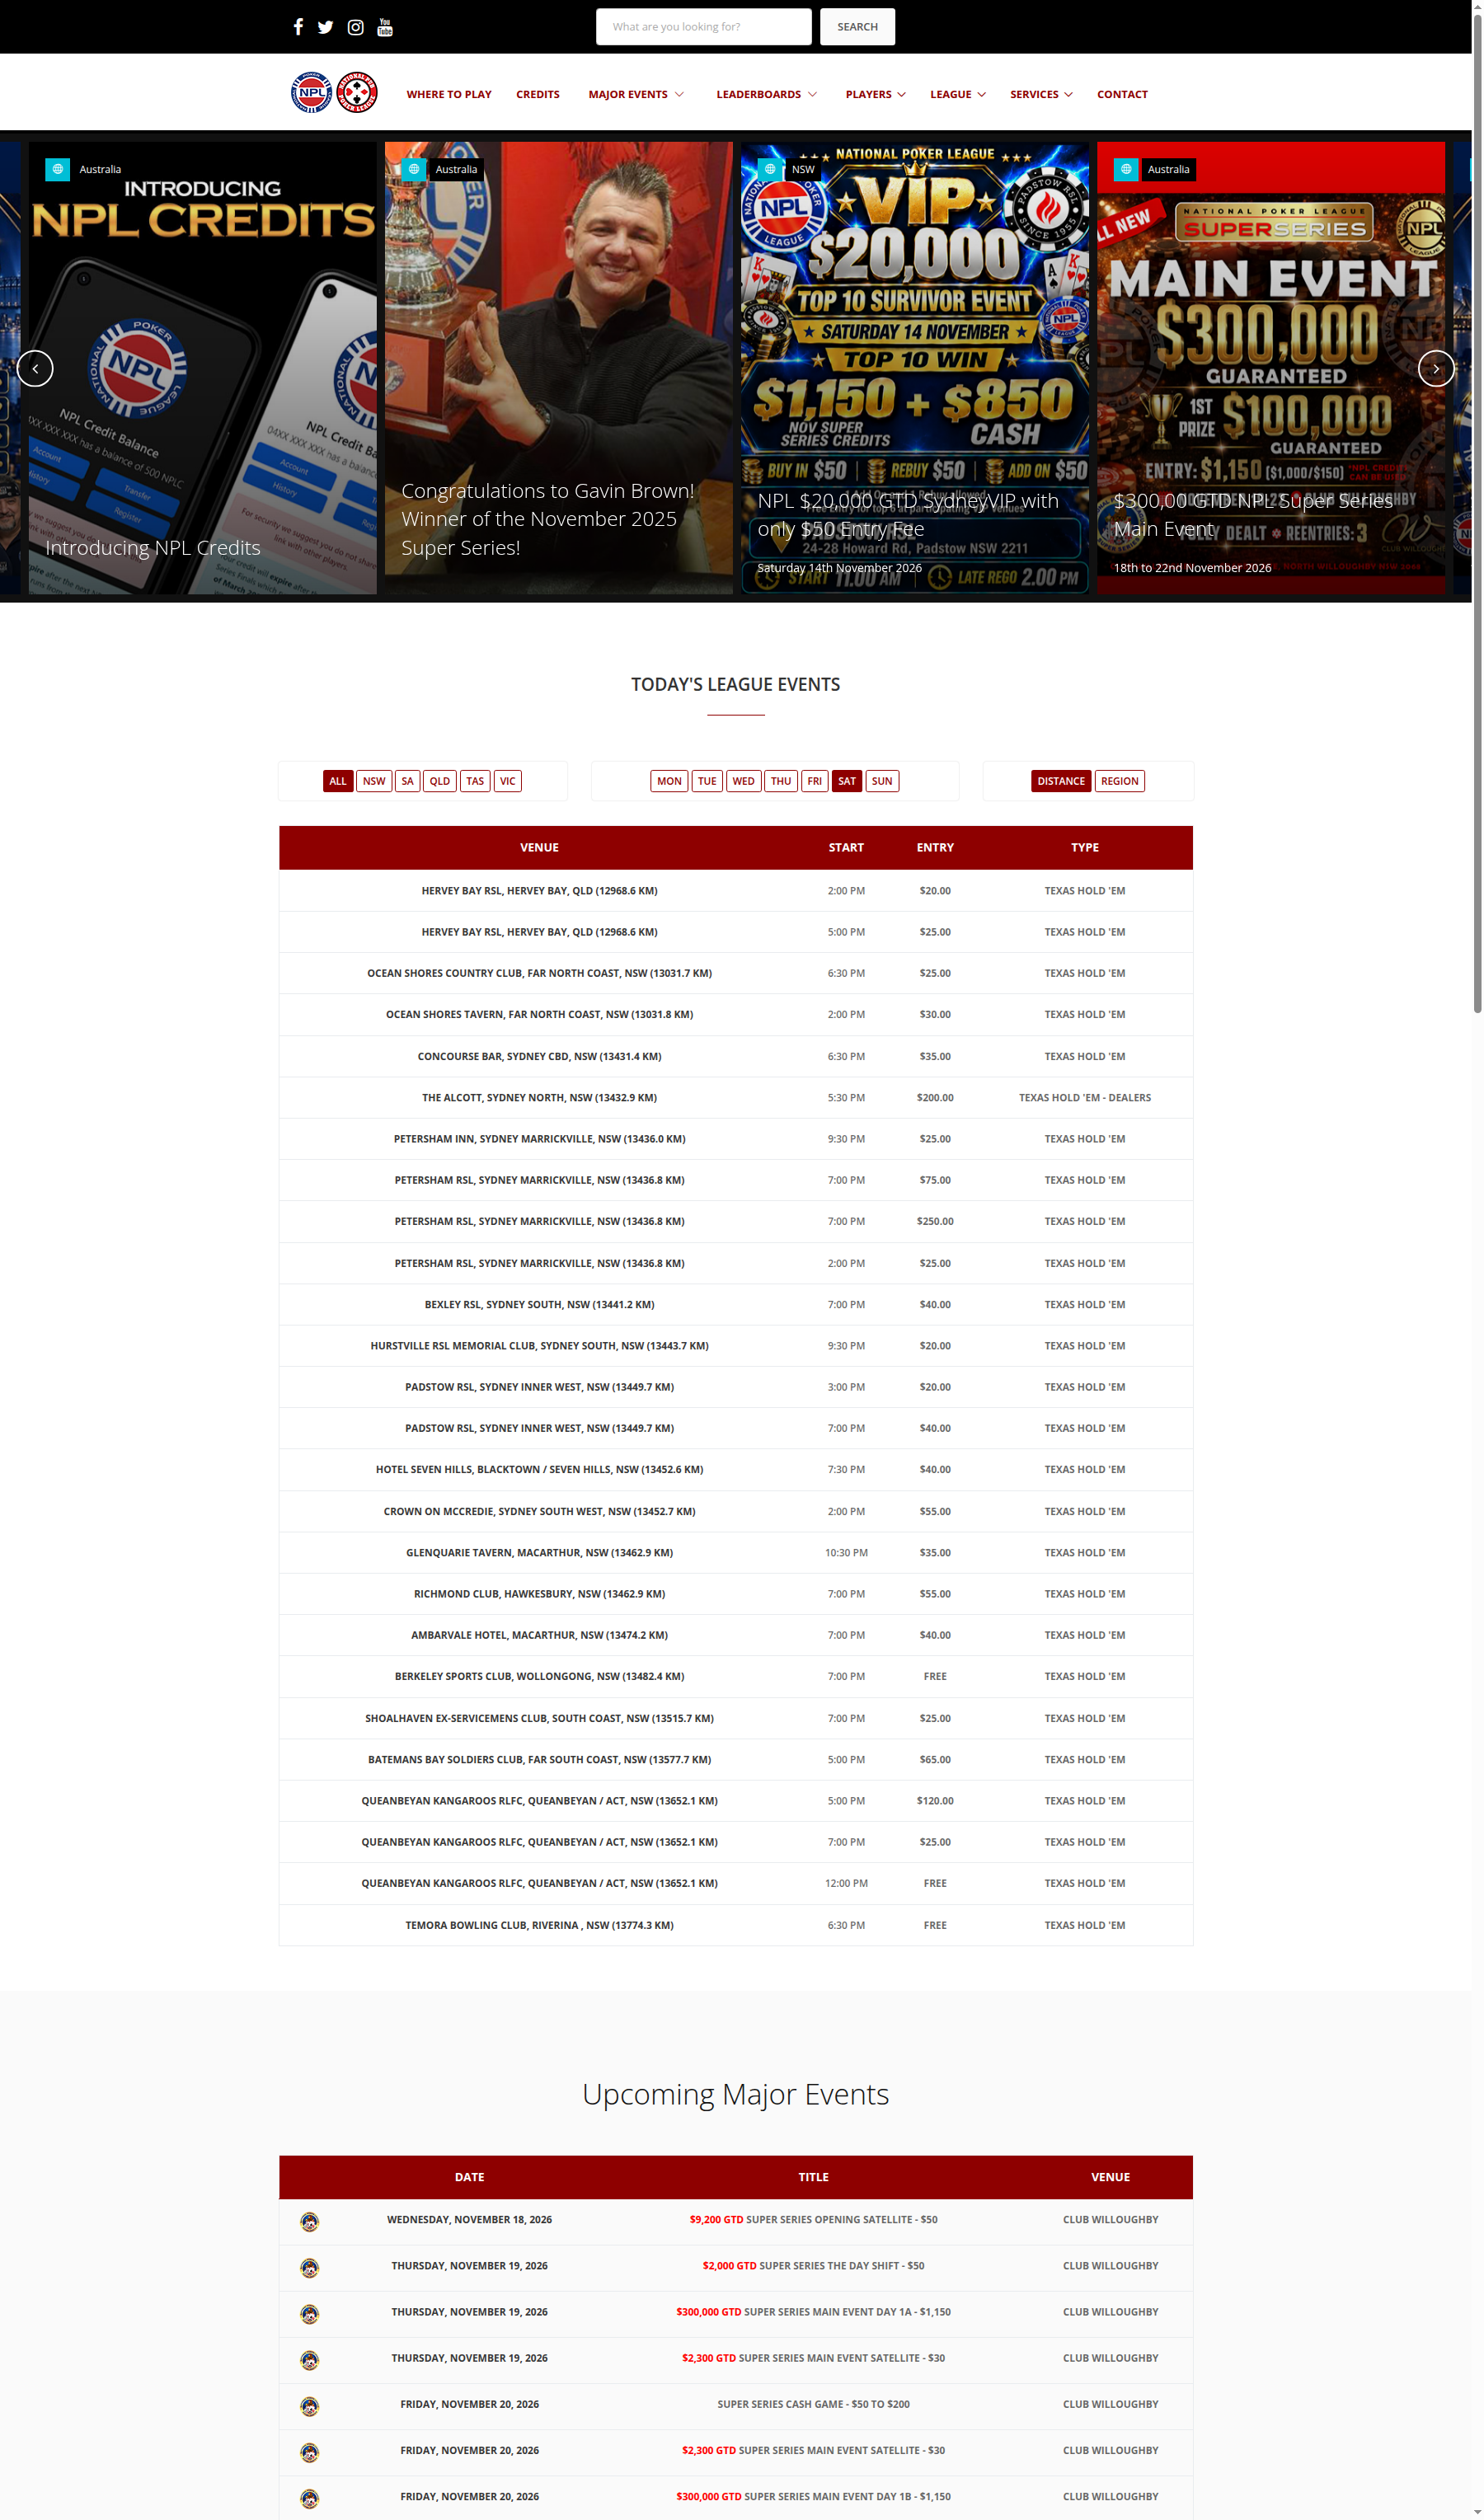 What are you looking for?
SEARCH
WHERE TO PLAY
CREDITS
MAJOR EVENTS
LEADERBOARDS
PLAYERS
LEAGUE
SERVICES
CONTACT
Australia
INTRODUCING
NPL CREDITS
NPL Credit Balance
Introducing NPL Credits
Australia
Congratulations to Gavin Brown!
Winner of the November 2025
Super Series!
NSW
NATIONAL POKER LEAGUE
VIP
$20,000
TOP 10 SURVIVOR EVENT
SATURDAY 14 NOVEMBER
TOP 10 WIN
$1,150 + $850
NOV SUPER
SERIES CREDITS
CASH
BUY IN $50 | REBUY $50 | ADD ON $50
NPL $20,000 GTD SydneyVIP with
only $50 Entry Fee
24-28 Howard Rd, Padstow NSW 2211
Saturday 14th November 2026
START 11.00 AM
LATE REGO 2.00 PM
Australia
NATIONAL POKER LEAGUE
SUPERSERIES
MAIN EVENT
$300,000
GUARANTEED
1ST
PRIZE
$100,000
GUARANTEED
ENTRY: $1,150 ($1,000/$150)
$300,00 GTD NPL Super Series
Main Event
DEALT * REENTRIES: 3
18th to 22nd November 2026
TODAY'S LEAGUE EVENTS
ALL NSW SA QLD TAS VIC
MON TUE WED THU FRI SAT SUN
DISTANCE REGION
VENUE START ENTRY TYPE
HERVEY BAY RSL, HERVEY BAY, QLD (12968.6 KM) 2:00 PM $20.00 TEXAS HOLD 'EM
HERVEY BAY RSL, HERVEY BAY, QLD (12968.6 KM) 5:00 PM $25.00 TEXAS HOLD 'EM
OCEAN SHORES COUNTRY CLUB, FAR NORTH COAST, NSW (13031.7 KM) 6:30 PM $25.00 TEXAS HOLD 'EM
OCEAN SHORES TAVERN, FAR NORTH COAST, NSW (13031.8 KM) 2:00 PM $30.00 TEXAS HOLD 'EM
CONCOURSE BAR, SYDNEY CBD, NSW (13431.4 KM) 6:30 PM $35.00 TEXAS HOLD 'EM
THE ALCOTT, SYDNEY NORTH, NSW (13432.9 KM) 5:30 PM $200.00 TEXAS HOLD 'EM - DEALERS
PETERSHAM INN, SYDNEY MARRICKVILLE, NSW (13436.0 KM) 9:30 PM $25.00 TEXAS HOLD 'EM
PETERSHAM RSL, SYDNEY MARRICKVILLE, NSW (13436.8 KM) 7:00 PM $75.00 TEXAS HOLD 'EM
PETERSHAM RSL, SYDNEY MARRICKVILLE, NSW (13436.8 KM) 7:00 PM $250.00 TEXAS HOLD 'EM
PETERSHAM RSL, SYDNEY MARRICKVILLE, NSW (13436.8 KM) 2:00 PM $25.00 TEXAS HOLD 'EM
BEXLEY RSL, SYDNEY SOUTH, NSW (13441.2 KM) 7:00 PM $40.00 TEXAS HOLD 'EM
HURSTVILLE RSL MEMORIAL CLUB, SYDNEY SOUTH, NSW (13443.7 KM) 9:30 PM $20.00 TEXAS HOLD 'EM
PADSTOW RSL, SYDNEY INNER WEST, NSW (13449.7 KM) 3:00 PM $20.00 TEXAS HOLD 'EM
PADSTOW RSL, SYDNEY INNER WEST, NSW (13449.7 KM) 7:00 PM $40.00 TEXAS HOLD 'EM
HOTEL SEVEN HILLS, BLACKTOWN / SEVEN HILLS, NSW (13452.6 KM) 7:30 PM $40.00 TEXAS HOLD 'EM
CROWN ON MCCREDIE, SYDNEY SOUTH WEST, NSW (13452.7 KM) 2:00 PM $55.00 TEXAS HOLD 'EM
GLENQUARIE TAVERN, MACARTHUR, NSW (13462.9 KM) 10:30 PM $35.00 TEXAS HOLD 'EM
RICHMOND CLUB, HAWKESBURY, NSW (13462.9 KM) 7:00 PM $55.00 TEXAS HOLD 'EM
AMBARVALE HOTEL, MACARTHUR, NSW (13474.2 KM) 7:00 PM $40.00 TEXAS HOLD 'EM
BERKELEY SPORTS CLUB, WOLLONGONG, NSW (13482.4 KM) 7:00 PM FREE TEXAS HOLD 'EM
SHOALHAVEN EX-SERVICEMENS CLUB, SOUTH COAST, NSW (13515.7 KM) 7:00 PM $25.00 TEXAS HOLD 'EM
BATEMANS BAY SOLDIERS CLUB, FAR SOUTH COAST, NSW (13577.7 KM) 5:00 PM $65.00 TEXAS HOLD 'EM
QUEANBEYAN KANGAROOS RLFC, QUEANBEYAN / ACT, NSW (13652.1 KM) 5:00 PM $120.00 TEXAS HOLD 'EM
QUEANBEYAN KANGAROOS RLFC, QUEANBEYAN / ACT, NSW (13652.1 KM) 7:00 PM $25.00 TEXAS HOLD 'EM
QUEANBEYAN KANGAROOS RLFC, QUEANBEYAN / ACT, NSW (13652.1 KM) 12:00 PM FREE TEXAS HOLD 'EM
TEMORA BOWLING CLUB, RIVERINA , NSW (13774.3 KM) 6:30 PM FREE TEXAS HOLD 'EM
Upcoming Major Events
DATE TITLE VENUE
WEDNESDAY, NOVEMBER 18, 2026 $9,200 GTD SUPER SERIES OPENING SATELLITE - $50 CLUB WILLOUGHBY
THURSDAY, NOVEMBER 19, 2026 $2,000 GTD SUPER SERIES THE DAY SHIFT - $50 CLUB WILLOUGHBY
THURSDAY, NOVEMBER 19, 2026 $300,000 GTD SUPER SERIES MAIN EVENT DAY 1A - $1,150 CLUB WILLOUGHBY
THURSDAY, NOVEMBER 19, 2026 $2,300 GTD SUPER SERIES MAIN EVENT SATELLITE - $30 CLUB WILLOUGHBY
FRIDAY, NOVEMBER 20, 2026 SUPER SERIES CASH GAME - $50 TO $200 CLUB WILLOUGHBY
FRIDAY, NOVEMBER 20, 2026 $2,300 GTD SUPER SERIES MAIN EVENT SATELLITE - $30 CLUB WILLOUGHBY
FRIDAY, NOVEMBER 20, 2026 $300,000 GTD SUPER SERIES MAIN EVENT DAY 1B - $1,150 CLUB WILLOUGHBY